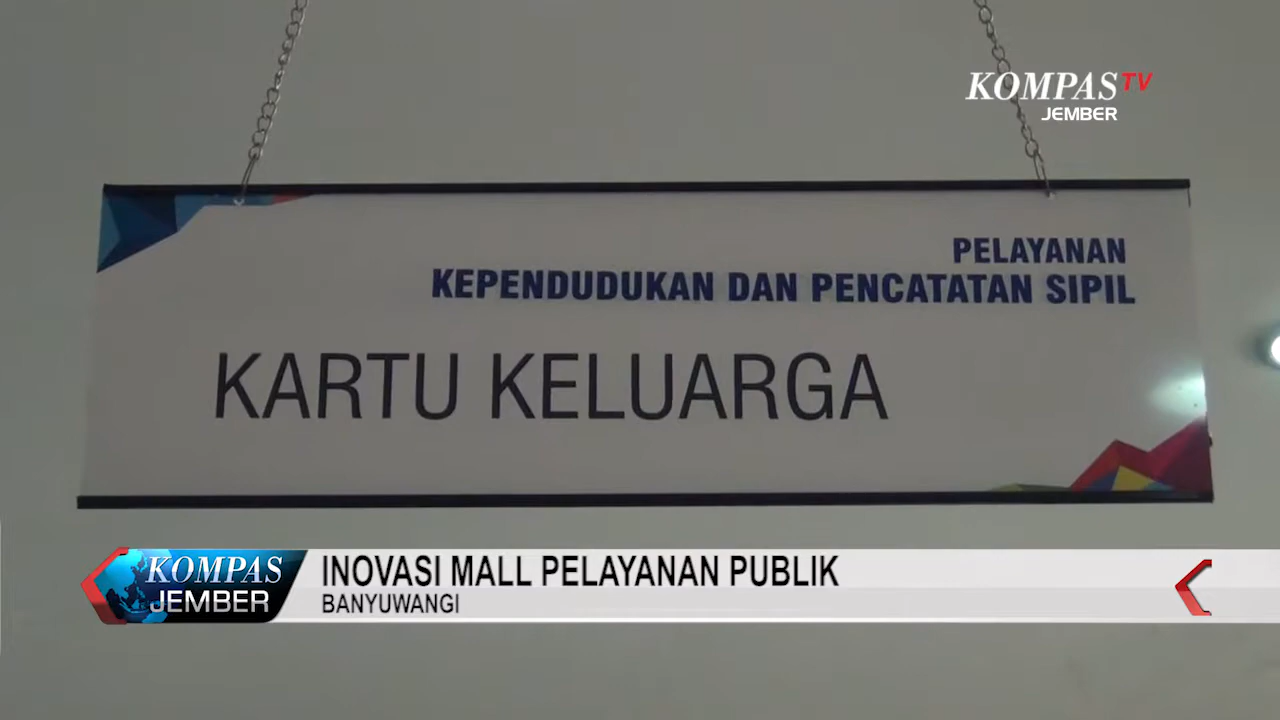 KOMPAS TV
JEMBER
PELAYANAN
KEPENDUDUKAN DAN PENCATATAN SIPIL
KARTU KELUARGA
KOMPAS
JEMBER
INOVASI MALL PELAYANAN PUBLIK
BANYUWANGI